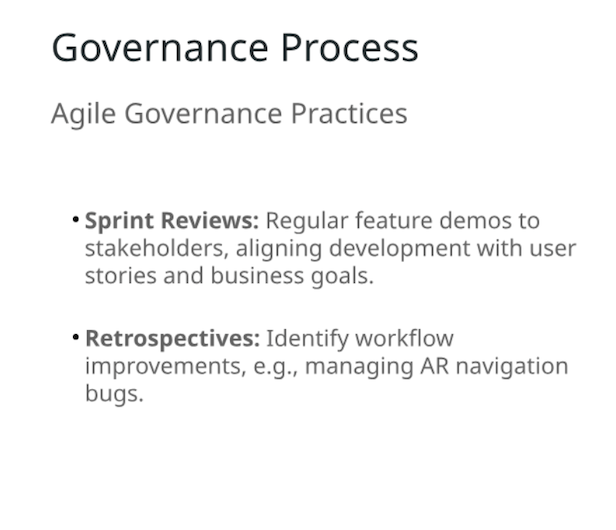 Governance Process
Agile Governance Practices
• Sprint Reviews: Regular feature demos to
stakeholders, aligning development with user
stories and business goals.
• Retrospectives: Identify workflow
improvements, e.g., managing AR navigation
bugs.